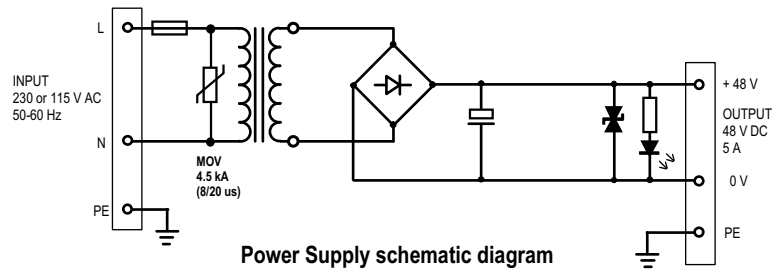 L
INPUT
230 or 115 V AC
50-60 Hz
N
MOV
4.5 kA
(8/20 us)
PE
+ 48 V
OUTPUT
48 V DC
5 A
0 V
PE
Power Supply schematic diagram